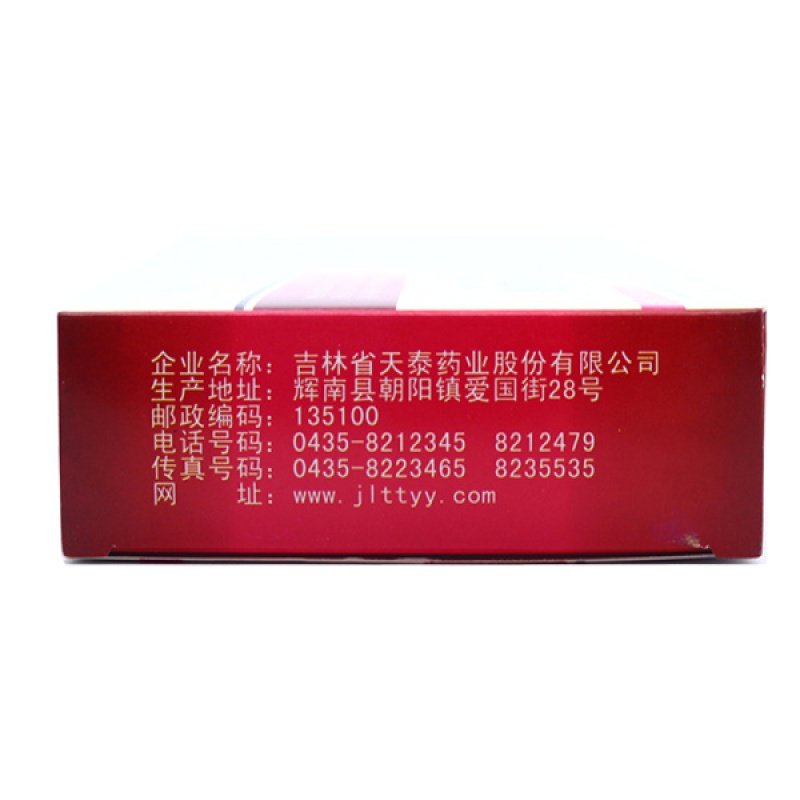 企业名称：吉林省天泰药业股份有限公司
生产地址：辉南县朝阳镇爱国街28号
邮政编码：135100
电话号码：0435-8212345 8212479
传真号码：0435-8223465 8235535
网 址：www.jlttyy.com